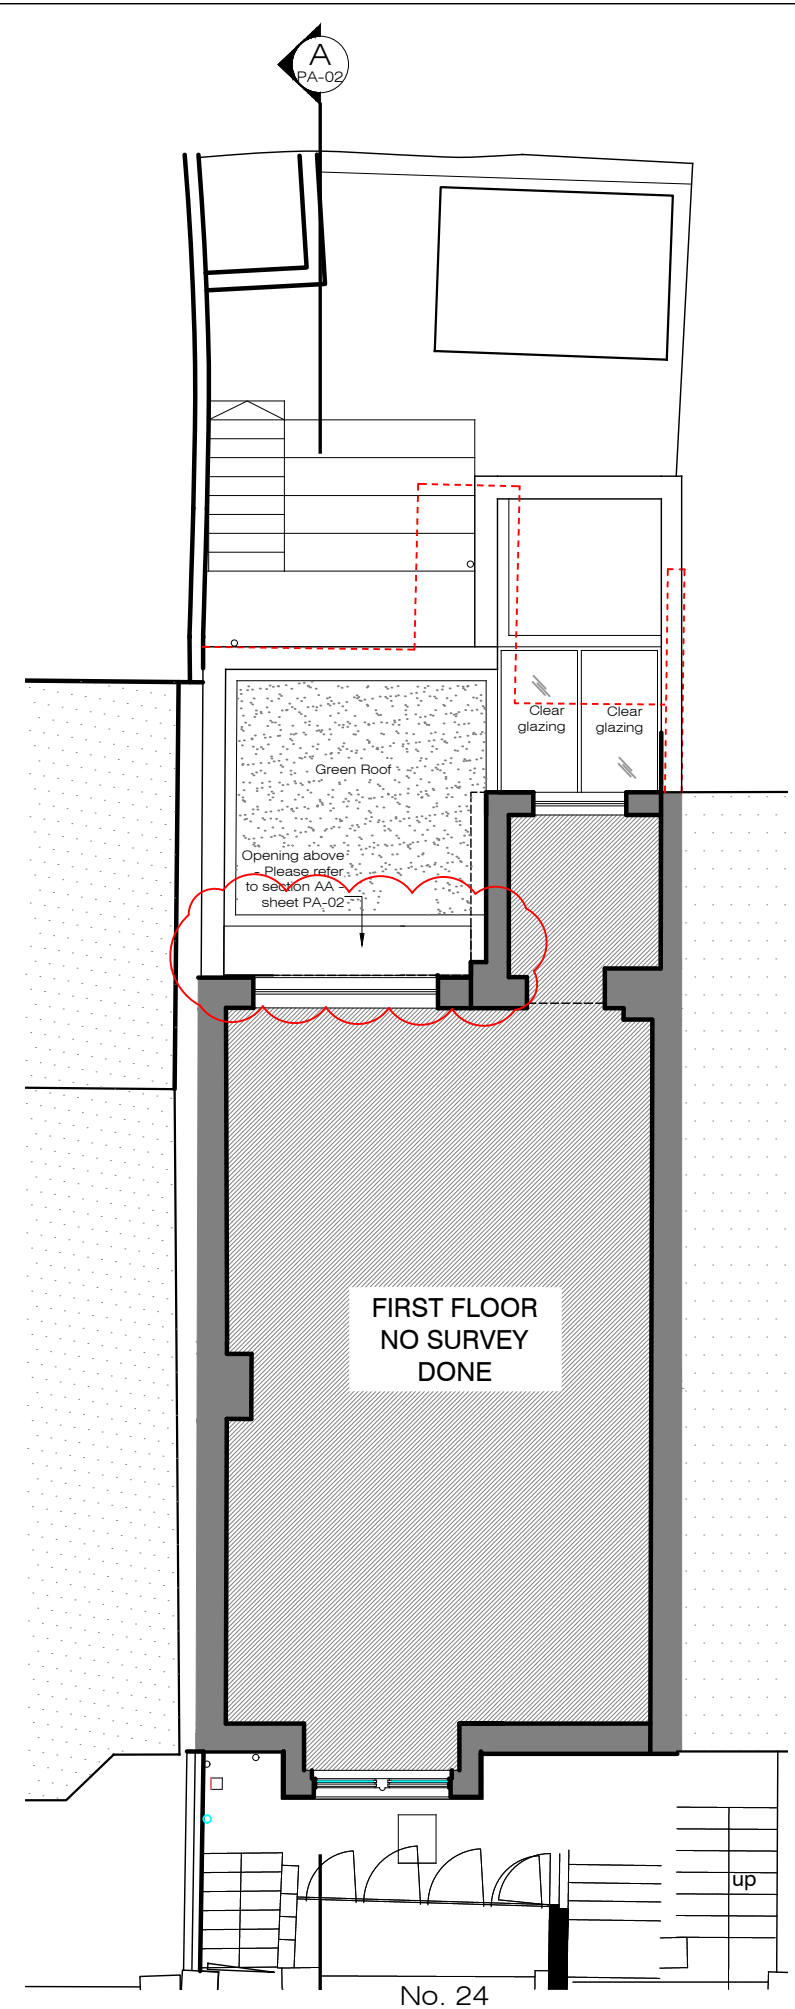 A
PA-02
Clear
glazing
Clear
glazing
Green Roof
Opening above
- Please refer
to section AA -
sheet PA-02
FIRST FLOOR
NO SURVEY
DONE
up
No. 24